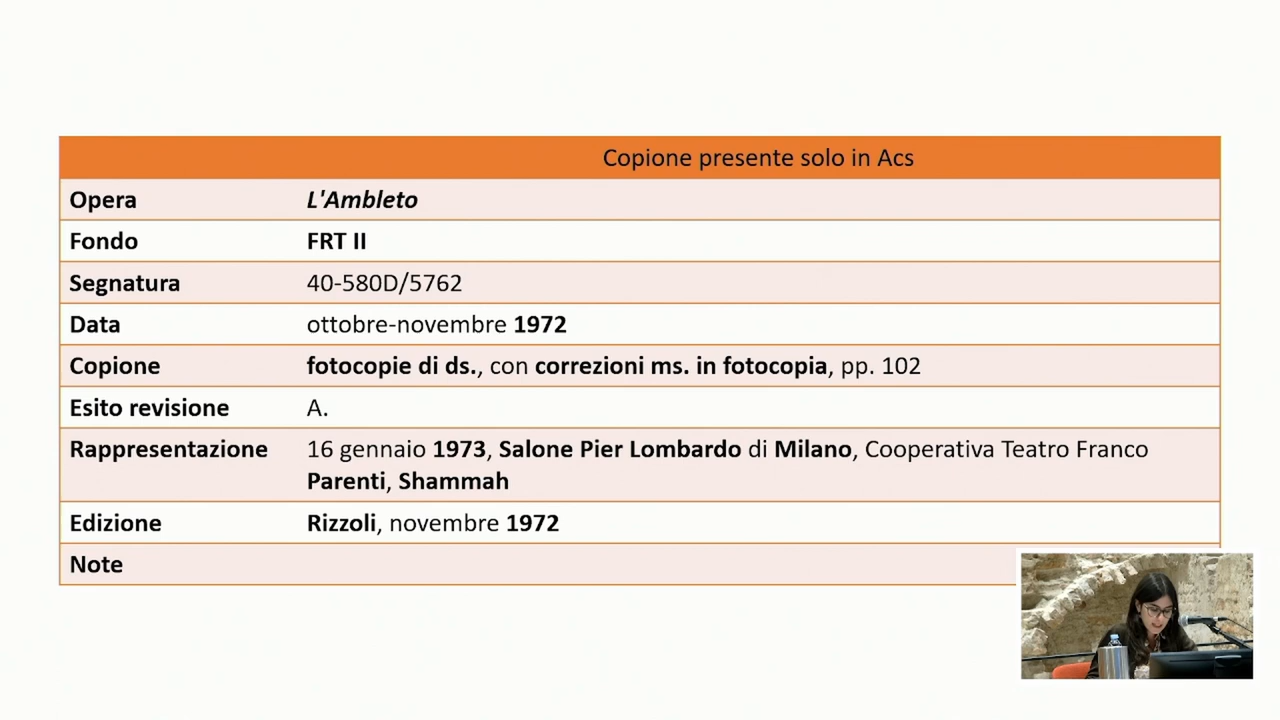 Copione presente solo in Acs
Opera L'Ambleto
Fondo FRT II
Segnatura 40-580D/5762
Data ottobre-novembre 1972
Copione fotocopie di ds., con correzioni ms. in fotocopia, pp. 102
Esito revisione A.
Rappresentazione 16 gennaio 1973, Salone Pier Lombardo di Milano, Cooperativa Teatro Franco
Parenti, Shammah
Edizione Rizzoli, novembre 1972
Note